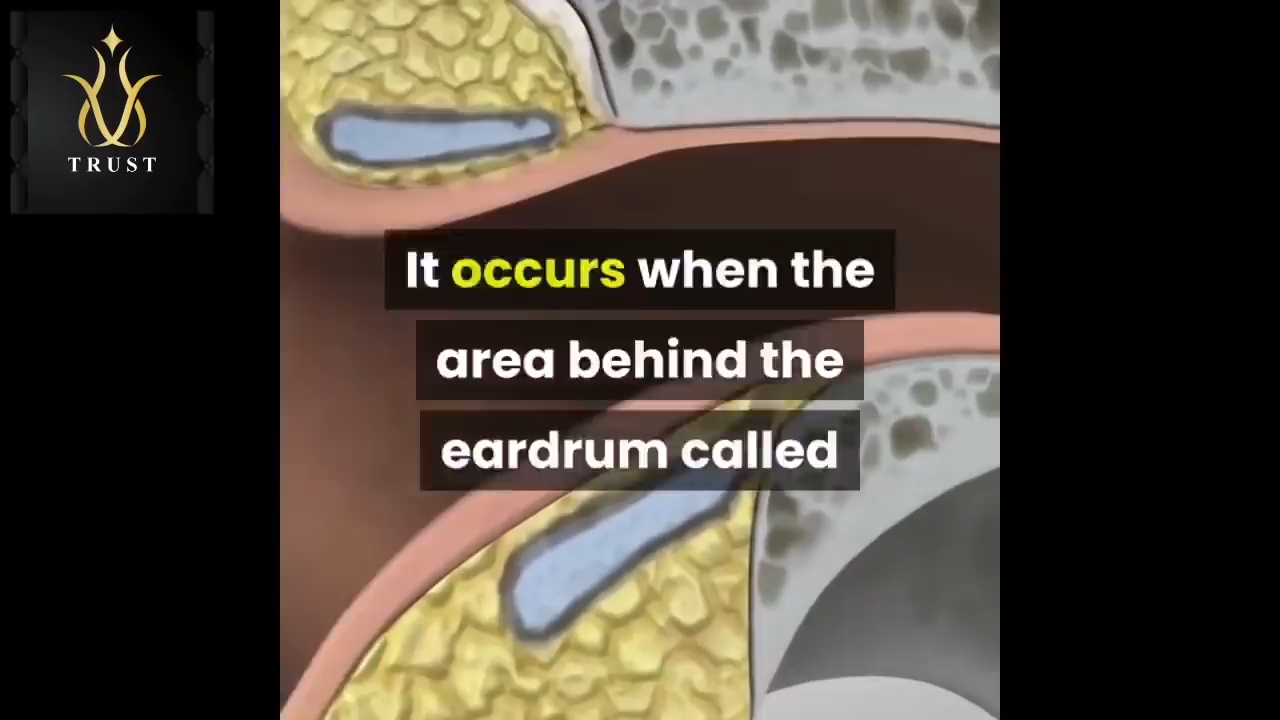 TRUST
It occurs when the
area behind the
eardrum called